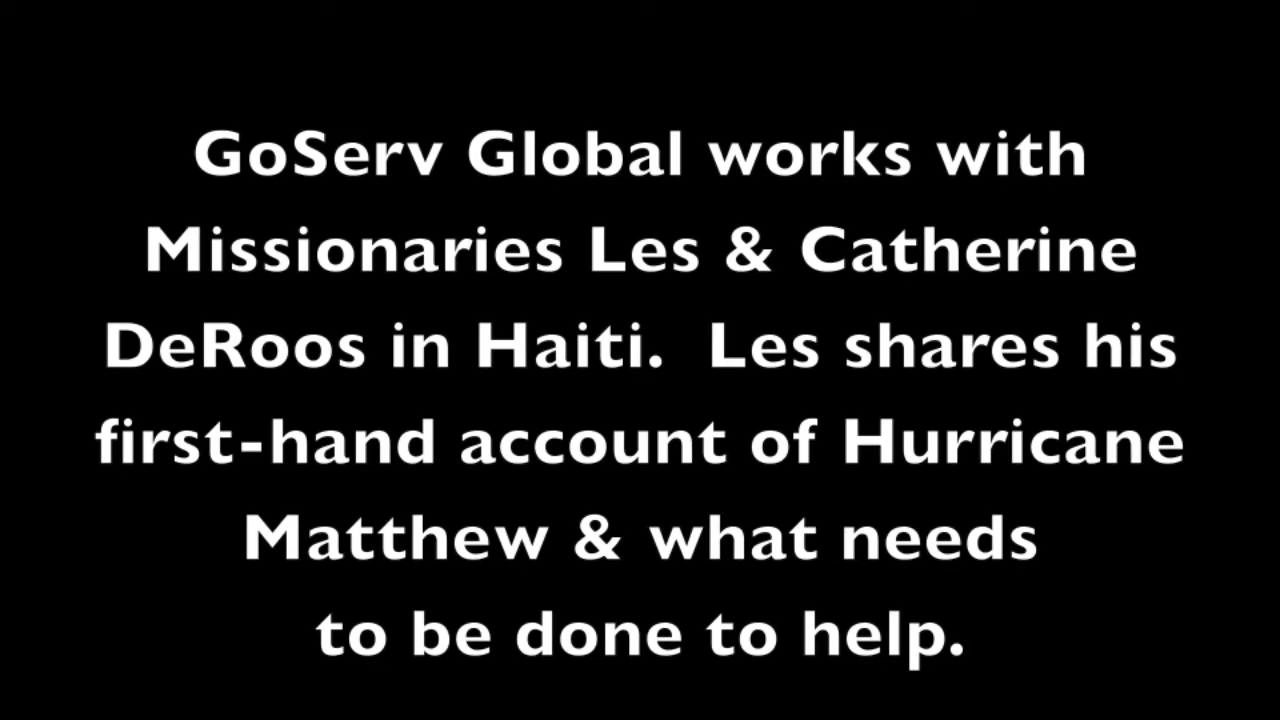 GoServ Global works with
Missionaries Les & Catherine
DeRoos in Haiti.  Les shares his
first-hand account of Hurricane
Matthew & what needs
to be done to help.